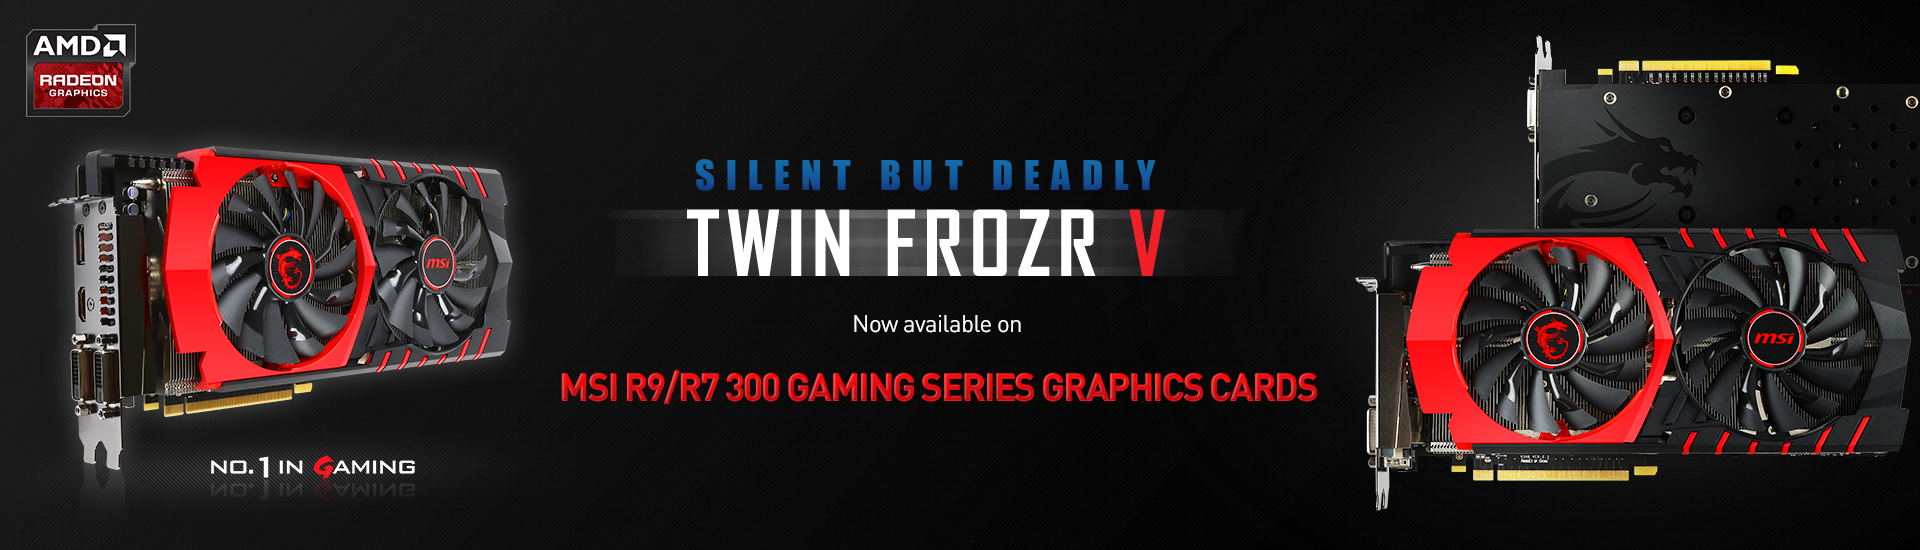 AMD
RADEON
GRAPHICS
SILENT BUT DEADLY
TWIN FROZR V
Now available on
MSI R9/R7 300 GAMING SERIES GRAPHICS CARDS
NO.1 IN GAMING
msi
msi